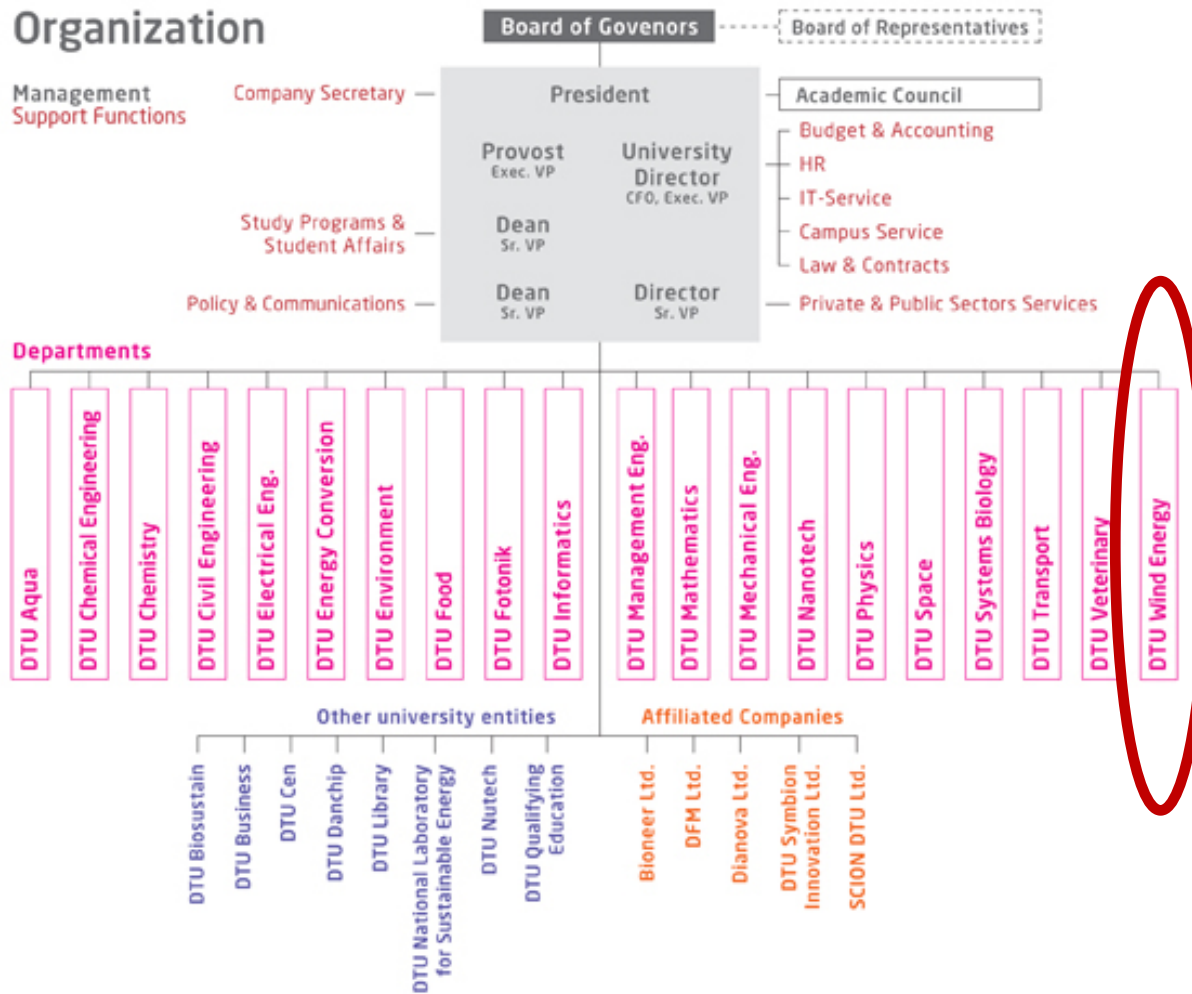 Organization
Board of Govenors
Board of Representatives
Management
Support Functions
Company Secretary
President
Academic Council
Provost
Exec. VP
University
Director
CFO, Exec. VP
Budget & Accounting
HR
IT-Service
Campus Service
Law & Contracts
Study Programs &
Student Affairs
Dean
Sr. VP
Policy & Communications
Dean
Sr. VP
Director
Sr. VP
Private & Public Sectors Services
Departments
DTU Aqua
DTU Chemical Engineering
DTU Chemistry
DTU Civil Engineering
DTU Electrical Eng.
DTU Energy Conversion
DTU Environment
DTU Food
DTU Fotonik
DTU Informatics
DTU Management Eng.
DTU Mathematics
DTU Mechanical Eng.
DTU Nanotech
DTU Physics
DTU Space
DTU Systems Biology
DTU Transport
DTU Veterinary
DTU Wind Energy
Other university entities
DTU Biosustain
DTU Business
DTU Cen
DTU Danchip
DTU Library
DTU National Laboratory
for Sustainable Energy
DTU Nutech
DTU Qualifying
Education
Affiliated Companies
Bioneer Ltd.
DFM Ltd.
Dianova Ltd.
DTU Symbion
Innovation Ltd.
SCION DTU Ltd.